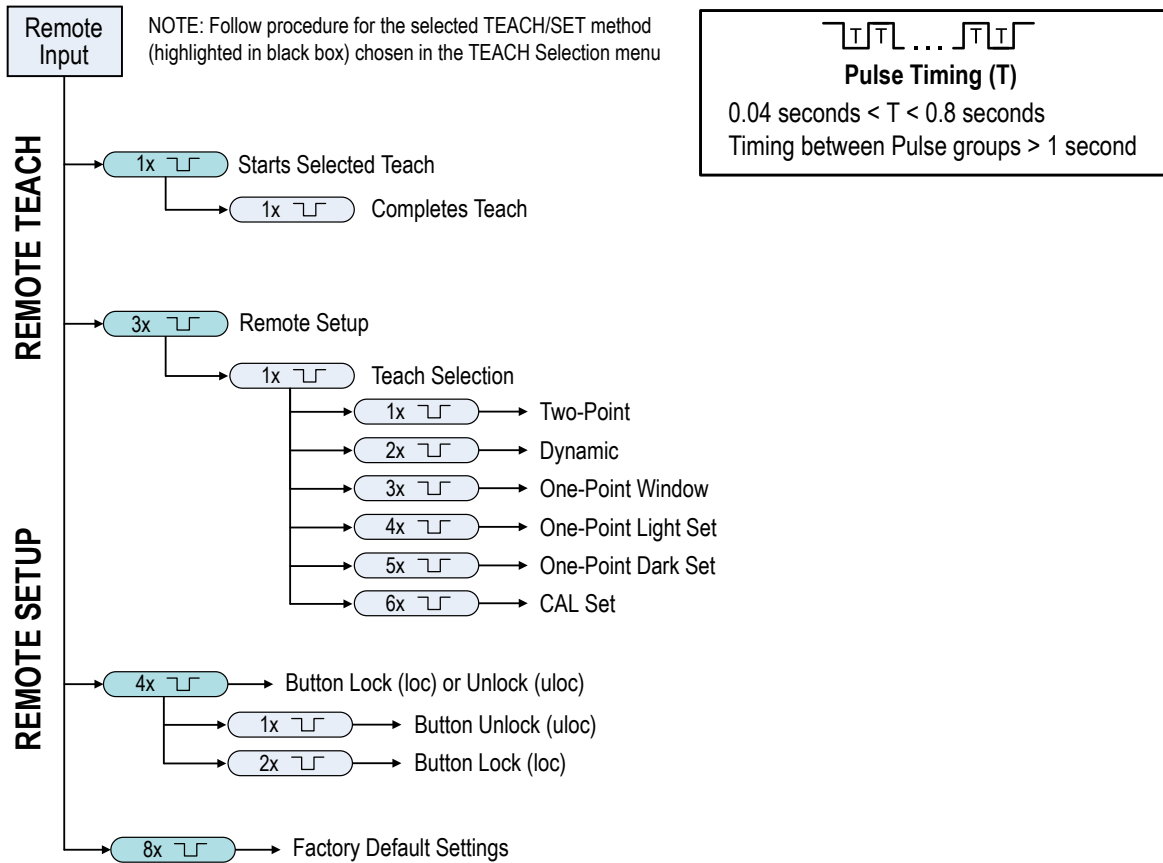 Remote
Input
NOTE: Follow procedure for the selected TEACH/SET method
(highlighted in black box) chosen in the TEACH Selection menu
T T ... T T
Pulse Timing (T)
0.04 seconds < T < 0.8 seconds
Timing between Pulse groups > 1 second
REMOTE TEACH
1x Starts Selected Teach
1x Completes Teach
REMOTE SETUP
3x Remote Setup
1x Teach Selection
1x Two-Point
2x Dynamic
3x One-Point Window
4x One-Point Light Set
5x One-Point Dark Set
6x CAL Set
4x Button Lock (loc) or Unlock (uloc)
1x Button Unlock (uloc)
2x Button Lock (loc)
8x Factory Default Settings